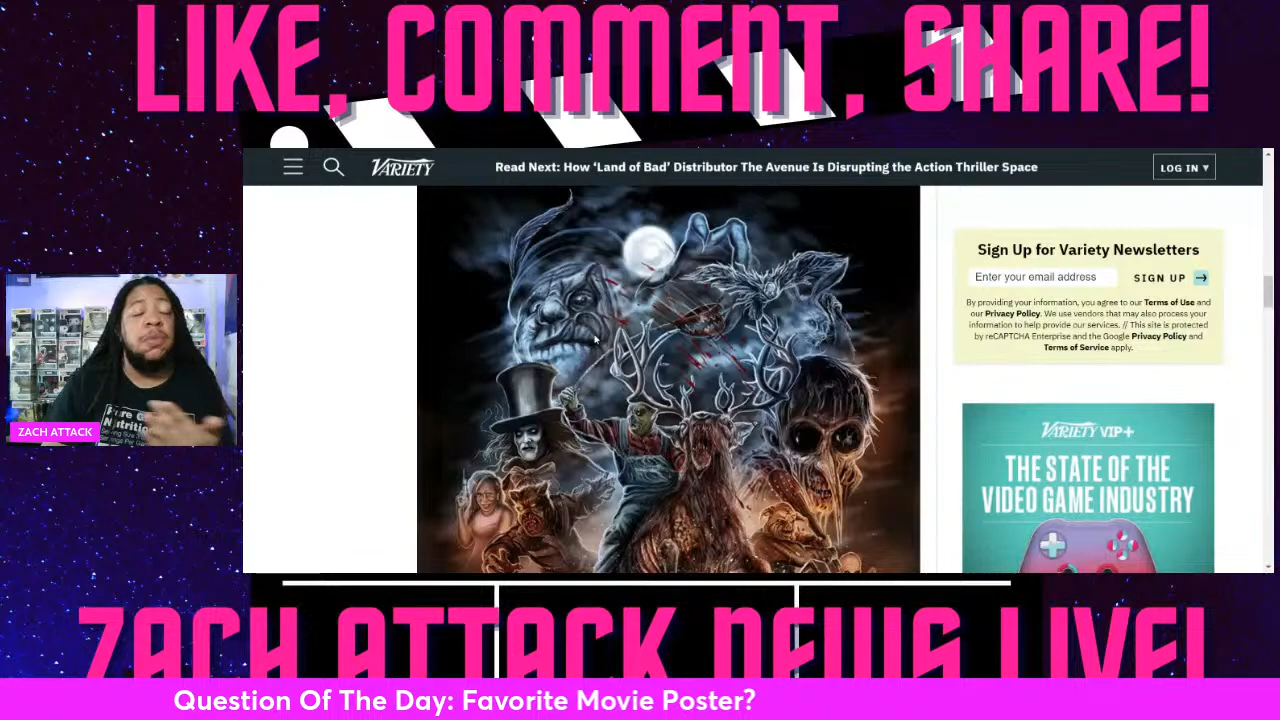 LIKE, COMMENT, SHARE!
VARIETY
Read Next: How ‘Land of Bad’ Distributor The Avenue Is Disrupting the Action Thriller Space
LOG IN
Sign Up for Variety Newsletters
Enter your email address
SIGN UP
By providing your information, you agree to our Terms of Use and
our Privacy Policy. We use vendors that may also process your
information to help provide our services. // This site is protected
by reCAPTCHA Enterprise and the Google Privacy Policy and
Terms of Service apply.
VARIETY VIP+
THE STATE OF THE
VIDEO GAME INDUSTRY
ZACH ATTACK
ZACH ATTACK NEWS LIVE!
Question Of The Day: Favorite Movie Poster?